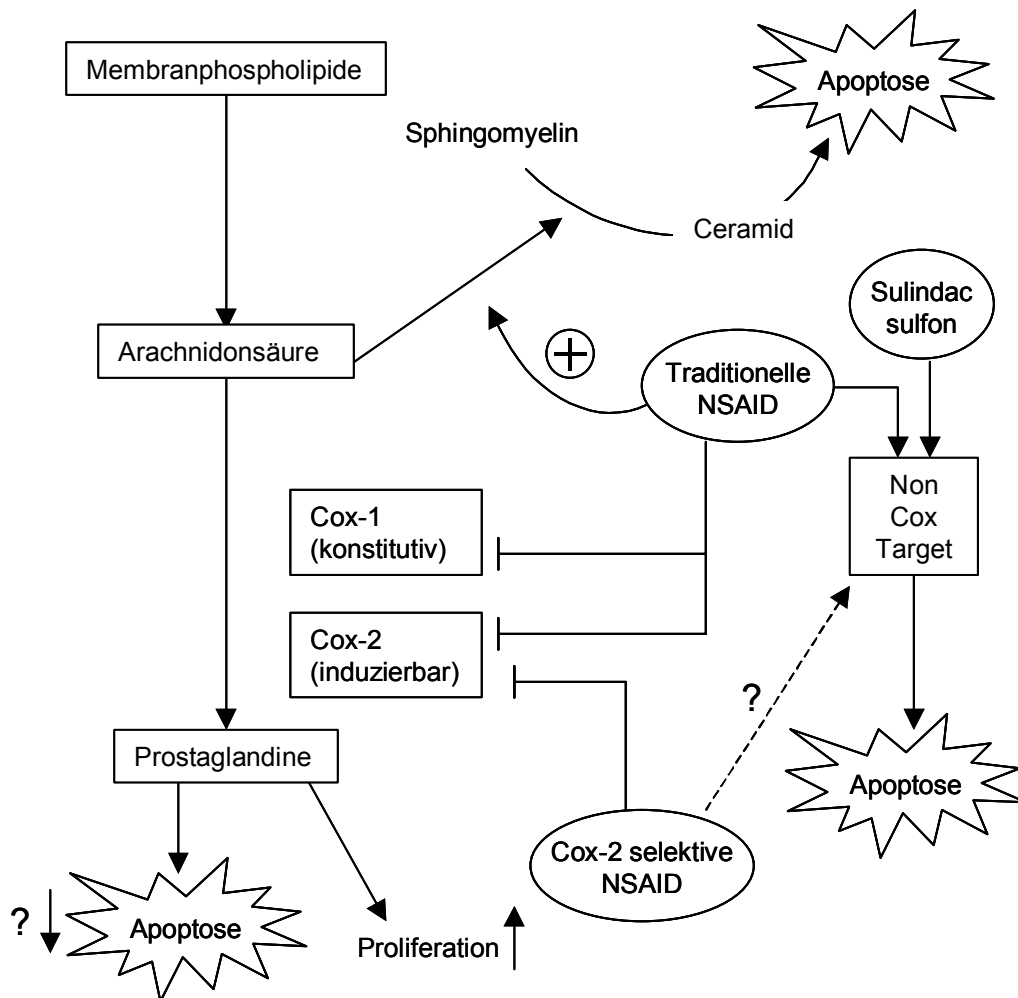 Membranphospholipide
Apoptose
Sphingomyelin
Ceramid
Sulindac
sulfon
Arachnidonsäure
+
Traditionelle
NSAID
Cox-1
(konstitutiv)
Non
Cox
Target
Cox-2
(induzierbar)
?
Prostaglandine
Apoptose
Cox-2 selektive
NSAID
?
Apoptose
Proliferation